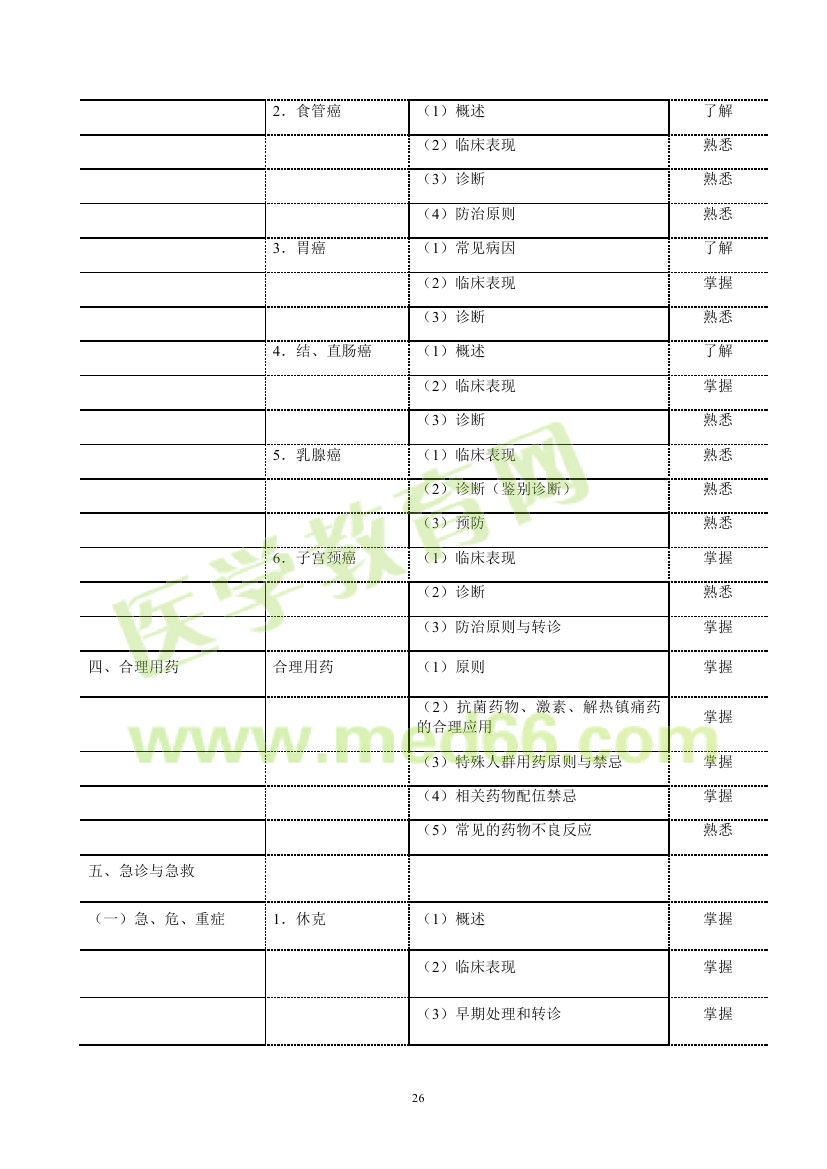 2．食管癌 （1）概述 了解
（2）临床表现 熟悉
（3）诊断 熟悉
（4）防治原则 熟悉
3．胃癌 （1）常见病因 了解
（2）临床表现 掌握
（3）诊断 熟悉
4．结、直肠癌 （1）概述 了解
（2）临床表现 掌握
（3）诊断 熟悉
5．乳腺癌 （1）临床表现 熟悉
（2）诊断（鉴别诊断） 熟悉
（3）预防 熟悉
6．子宫颈癌 （1）临床表现 掌握
（2）诊断 熟悉
（3）防治原则与转诊 掌握
四、合理用药 合理用药 （1）原则 掌握
（2）抗菌药物、激素、解热镇痛药
的合理应用 掌握
（3）特殊人群用药原则与禁忌 掌握
（4）相关药物配伍禁忌 掌握
（5）常见的药物不良反应 熟悉
五、急诊与急救
（一）急、危、重症 1．休克 （1）概述 掌握
（2）临床表现 掌握
（3）早期处理和转诊 掌握
医学教育网
www.med66.com
26